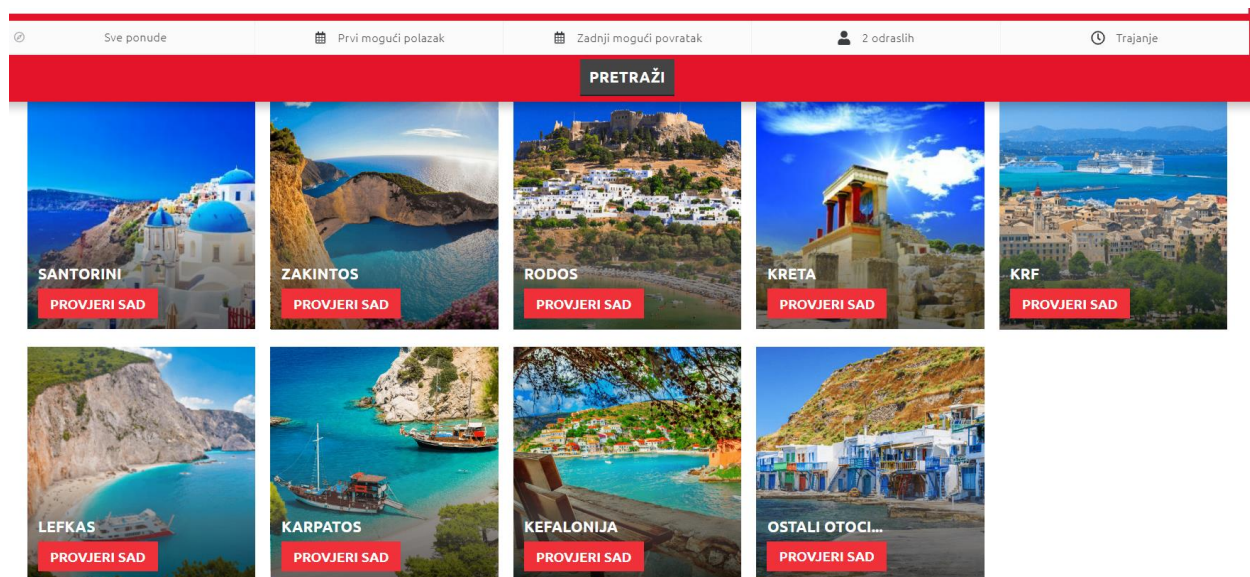 Sve ponude
Prvi mogući polazak
Zadnji mogući povratak
2 odraslih
Trajanje
PRETRAŽI
SANTORINI
PROVJERI SAD
ZAKINTOS
PROVJERI SAD
RODOS
PROVJERI SAD
KRETA
PROVJERI SAD
KRF
PROVJERI SAD
LEFKAS
PROVJERI SAD
KARPATOS
PROVJERI SAD
KEFALONIJA
PROVJERI SAD
OSTALI OTOCI...
PROVJERI SAD